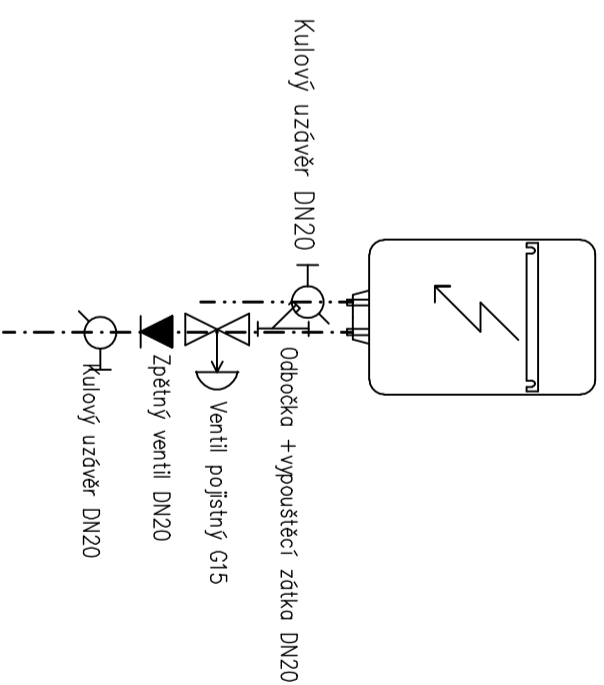 Kulový uzávěr DN20
Odbočka +vypouštěcí zátka DN20
Ventil pojistný G15
Zpětný ventil DN20
Kulový uzávěr DN20